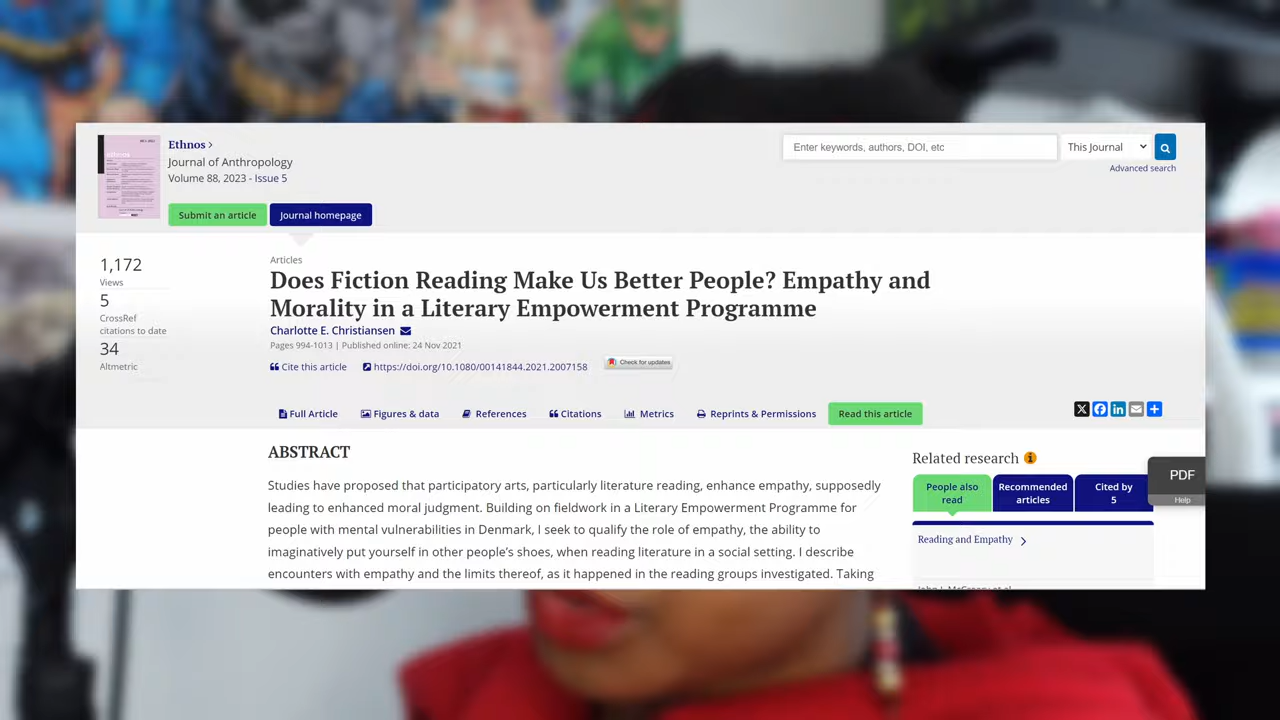 Ethnos >
Journal of Anthropology
Volume 88, 2023 - Issue 5
Submit an article
Journal homepage
Enter keywords, authors, DOI, etc
This Journal
Advanced search
1,172
Views
5
CrossRef
citations to date
34
Altmetric
Articles
Does Fiction Reading Make Us Better People? Empathy and
Morality in a Literary Empowerment Programme
Charlotte E. Christiansen
Pages 994-1013 | Published online: 24 Nov 2021
Cite this article
https://doi.org/10.1080/00141844.2021.2007158
Check for updates
Full Article
Figures & data
References
Citations
Metrics
Reprints & Permissions
Read this article
ABSTRACT
Studies have proposed that participatory arts, particularly literature reading, enhance empathy, supposedly
leading to enhanced moral judgment. Building on fieldwork in a Literary Empowerment Programme for
people with mental vulnerabilities in Denmark, I seek to qualify the role of empathy, the ability to
imaginatively put yourself in other people's shoes, when reading literature in a social setting. I describe
encounters with empathy and the limits thereof, as it happened in the reading groups investigated. Taking
Related research
People also
read
Recommended
articles
Cited by
5
Reading and Empathy
PDF
Help